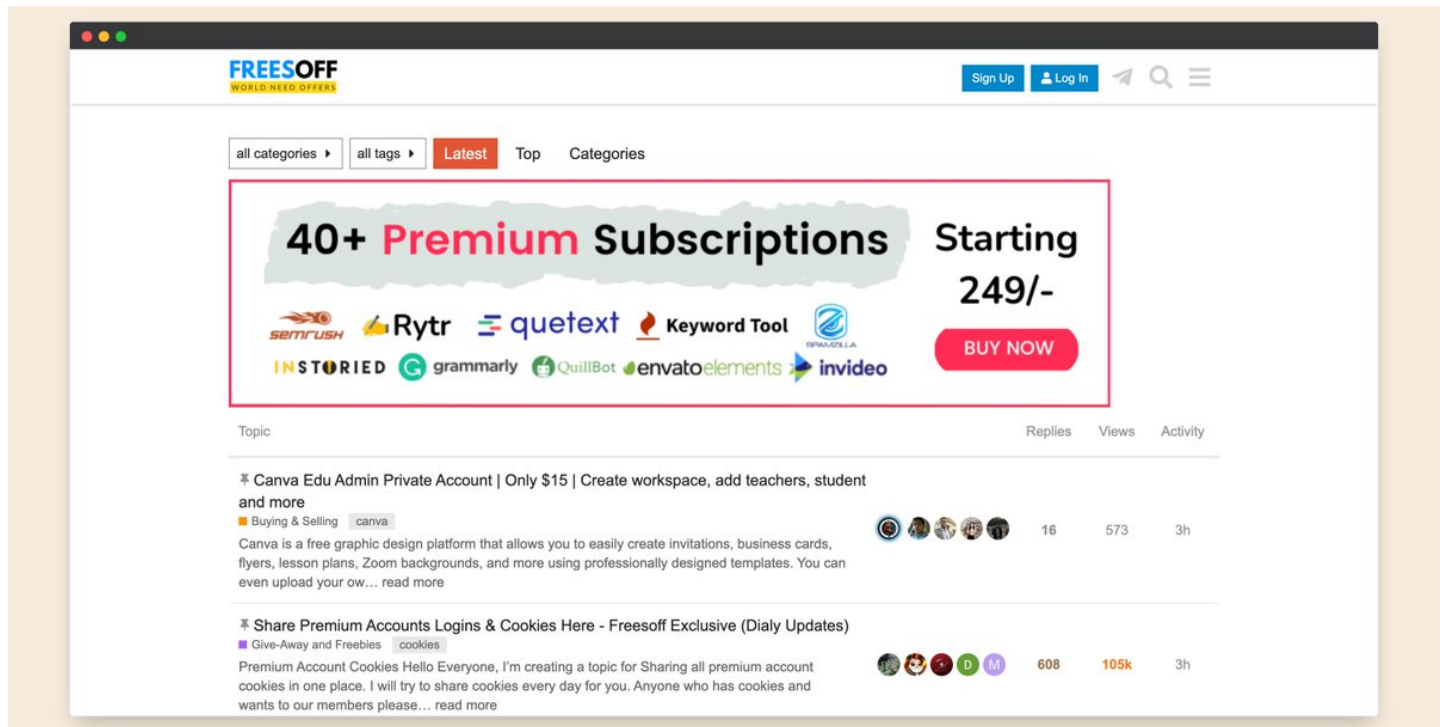 FREESOFF
WORLD NEED OFFERS
Sign Up
Log In
all categories
all tags
Latest
Top
Categories
40+ Premium Subscriptions
Starting
249/-
BUY NOW
semrush
Rytr
quetext
Keyword Tool
SPAMZILLA
INSTORIED
grammarly
QuillBot
envatoelements
invideo
Topic
Replies
Views
Activity
Canva Edu Admin Private Account | Only $15 | Create workspace, add teachers, student
and more
Buying & Selling canva
Canva is a free graphic design platform that allows you to easily create invitations, business cards,
flyers, lesson plans, Zoom backgrounds, and more using professionally designed templates. You can
even upload your ow… read more
16
573
3h
Share Premium Accounts Logins & Cookies Here - Freesoff Exclusive (Dialy Updates)
Give-Away and Freebies cookies
Premium Account Cookies Hello Everyone, I'm creating a topic for Sharing all premium account
cookies in one place. I will try to share cookies every day for you. Anyone who has cookies and
wants to our members please… read more
D
M
608
105k
3h